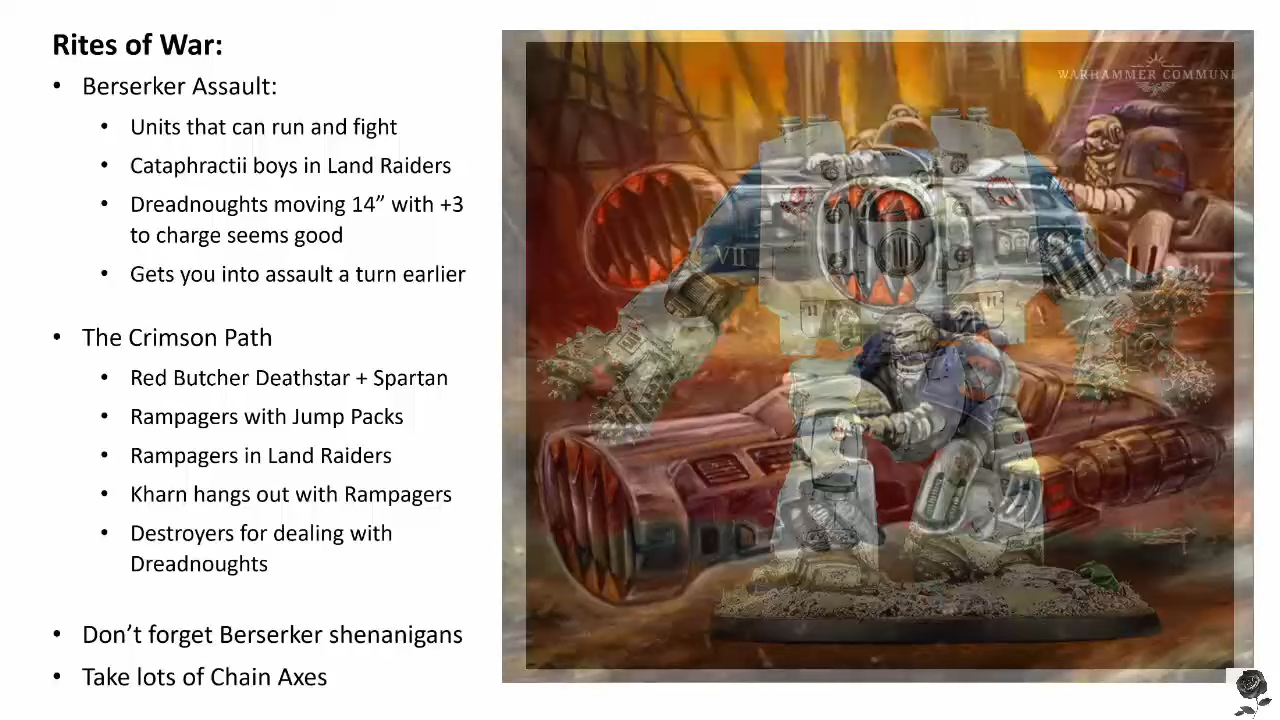 Rites of War:
• Berserker Assault:
• Units that can run and fight
• Cataphractii boys in Land Raiders
• Dreadnoughts moving 14” with +3
to charge seems good
• Gets you into assault a turn earlier
• The Crimson Path
• Red Butcher Deathstar + Spartan
• Rampagers with Jump Packs
• Rampagers in Land Raiders
• Kharn hangs out with Rampagers
• Destroyers for dealing with
Dreadnoughts
• Don’t forget Berserker shenanigans
• Take lots of Chain Axes
WARHAMMER COMMUNI
VII